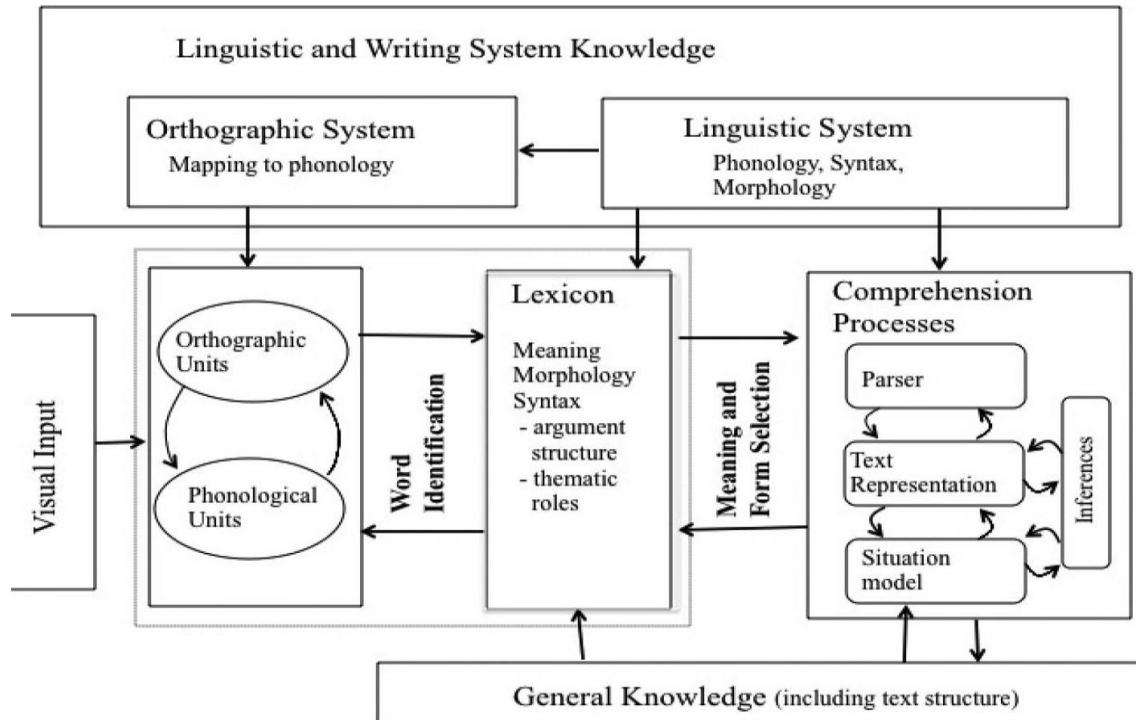 Linguistic and Writing System Knowledge
Orthographic System
Mapping to phonology
Linguistic System
Phonology, Syntax,
Morphology
Visual Input
Orthographic
Units
Phonological
Units
Word
Identification
Lexicon
Meaning
Morphology
Syntax
- argument
structure
- thematic
roles
Meaning and
Form Selection
Comprehension
Processes
Parser
Text
Representation
Situation
model
Inferences
General Knowledge (including text structure)